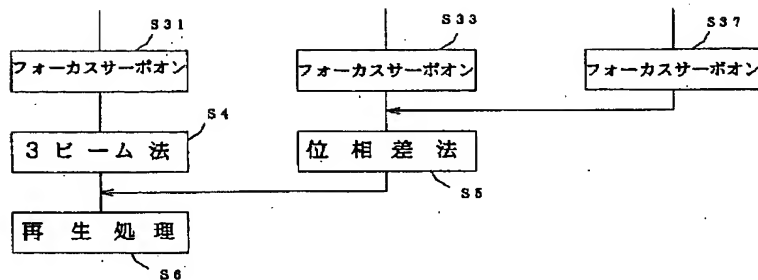 S31
S33
S37
フォーカスサーボオン
フォーカスサーボオン
フォーカスサーボオン
S4
3ビーム法
位相差法
S5
再生処理
S6